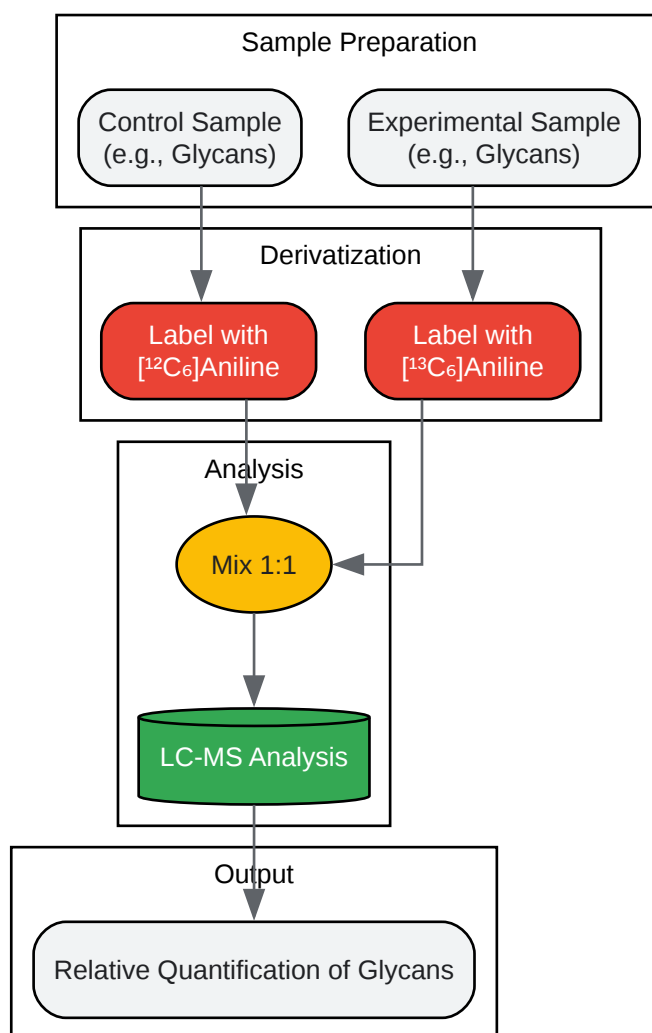 Sample Preparation
Control Sample
(e.g., Glycans)
Experimental Sample
(e.g., Glycans)
Derivatization
Label with
[¹²C₆]Aniline
Label with
[¹³C₆]Aniline
Analysis
Mix 1:1
LC-MS Analysis
Output
Relative Quantification of Glycans